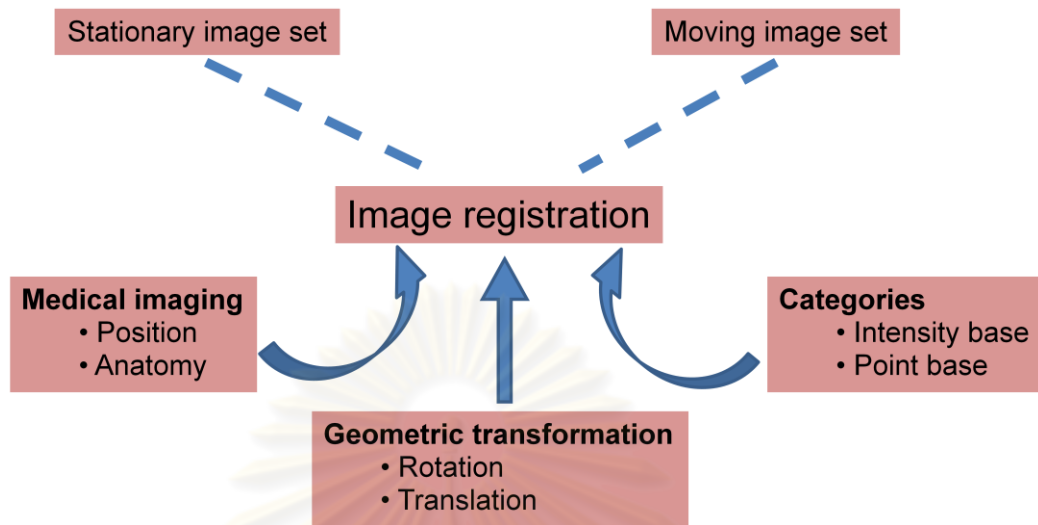 Stationary image set
Moving image set
Image registration
Medical imaging
• Position
• Anatomy
Categories
• Intensity base
• Point base
Geometric transformation
• Rotation
• Translation